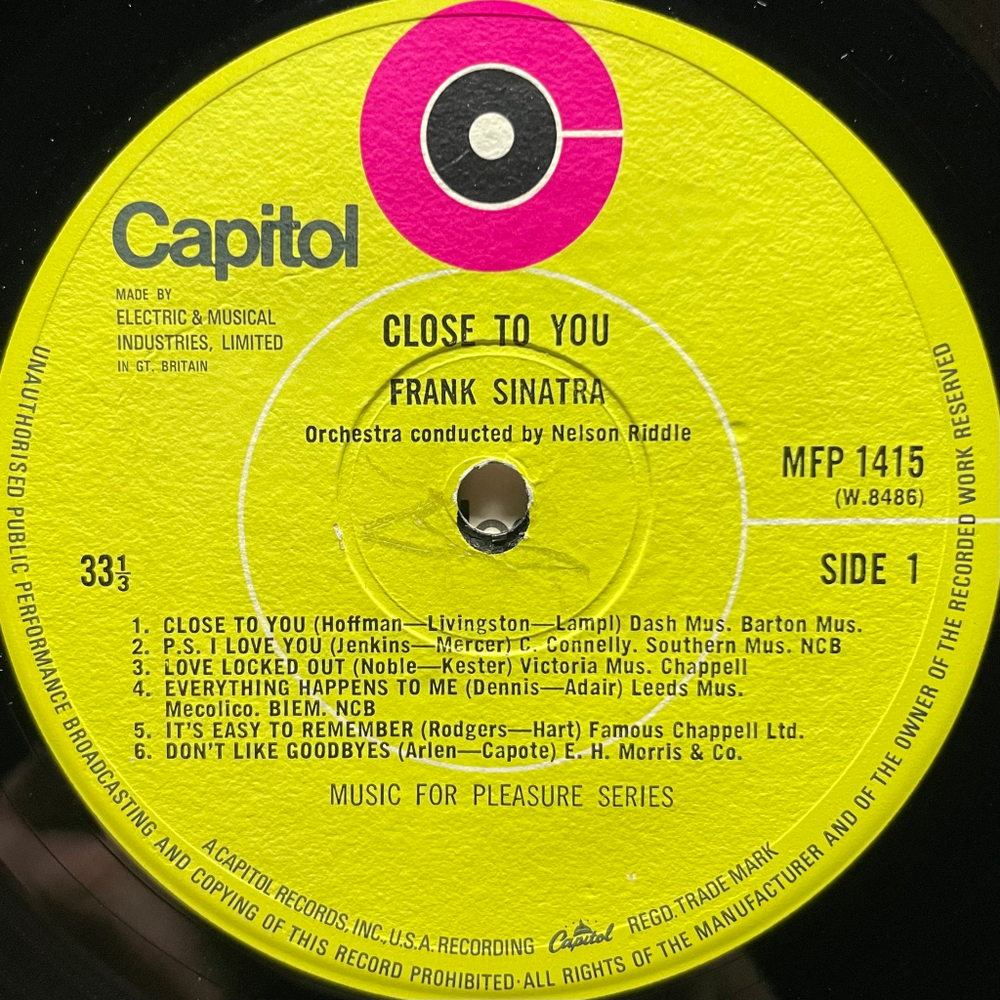 Capitol
MADE BY
ELECTRIC & MUSICAL
INDUSTRIES, LIMITED
IN GT. BRITAIN
CLOSE TO YOU
FRANK SINATRA
Orchestra conducted by Nelson Riddle
MFP 1415
(W.8486)
33⅓
SIDE 1
1. CLOSE TO YOU (Hoffman—Livingston—Lampl) Dash Mus. Barton Mus.
2. P.S. I LOVE YOU (Jenkins—Mercer) C. Connelly. Southern Mus. NCB
3. LOVE LOCKED OUT (Noble—Kester) Victoria Mus. Chappell
4. EVERYTHING HAPPENS TO ME (Dennis—Adair) Leeds Mus.
Mecolico. BIEM. NCB
5. IT'S EASY TO REMEMBER (Rodgers—Hart) Famous Chappell Ltd.
6. DON'T LIKE GOODBYES (Arlen—Capote) E. H. Morris & Co.
MUSIC FOR PLEASURE SERIES
A CAPITOL RECORDS, INC., U.S.A. RECORDING Capitol REGD. TRADE MARK
UNAUTHORISED PUBLIC PERFORMANCE BROADCASTING AND COPYING OF THIS RECORD PROHIBITED·ALL RIGHTS OF THE MANUFACTURER AND OF THE OWNER OF THE RECORDED WORK RESERVED